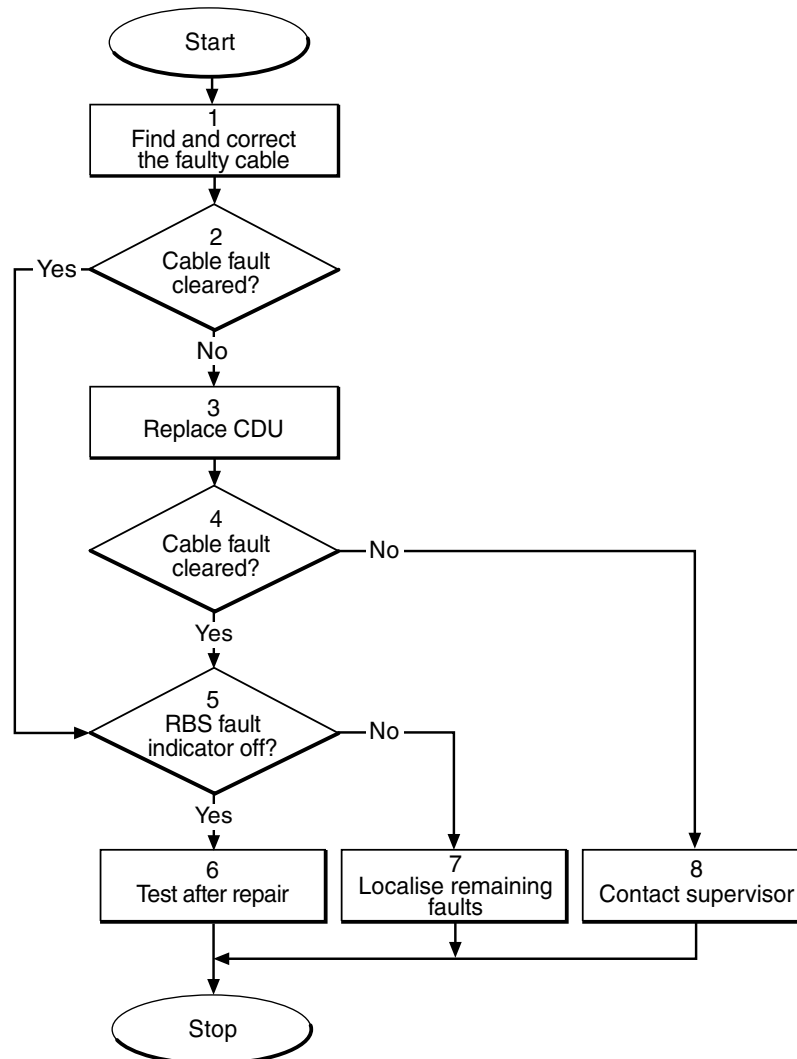 Start
1
Find and correct
the faulty cable
2
Cable fault
cleared?
Yes
No
3
Replace CDU
4
Cable fault
cleared?
No
Yes
5
RBS fault
indicator off?
No
Yes
6
Test after repair
7
Localise remaining
faults
8
Contact supervisor
Stop